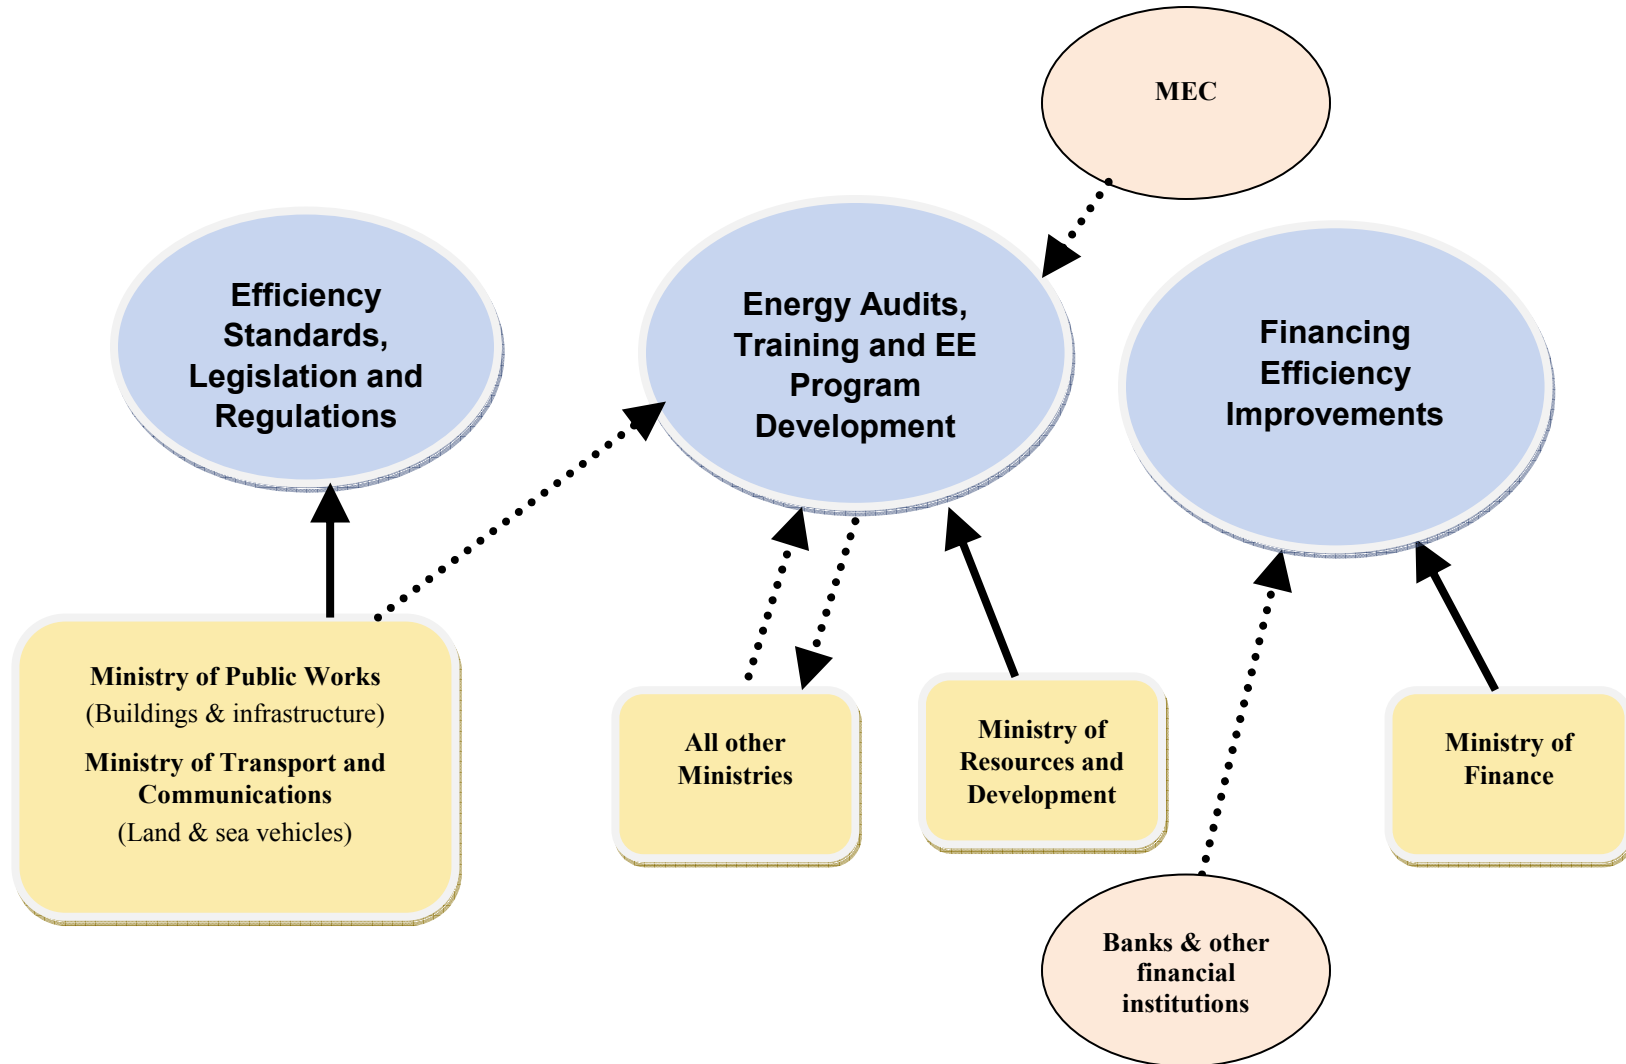 MEC
Efficiency
Standards,
Legislation and
Regulations
Energy Audits,
Training and EE
Program
Development
Financing
Efficiency
Improvements
Ministry of Public Works
(Buildings & infrastructure)
Ministry of Transport and
Communications
(Land & sea vehicles)
All other
Ministries
Ministry of
Resources and
Development
Ministry of
Finance
Banks & other
financial
institutions